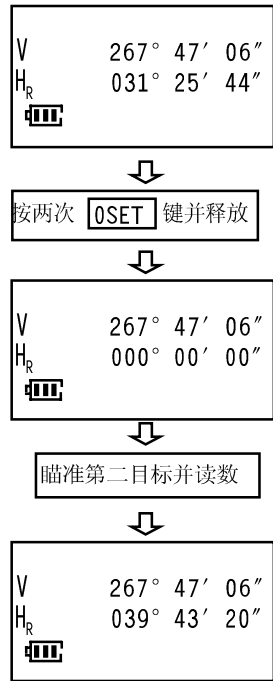 V 267° 47′ 06″
HR 031° 25′ 44″
按两次 0SET 键并释放
V 267° 47′ 06″
HR 000° 00′ 00″
瞄准第二目标并读数
V 267° 47′ 06″
HR 039° 43′ 20″